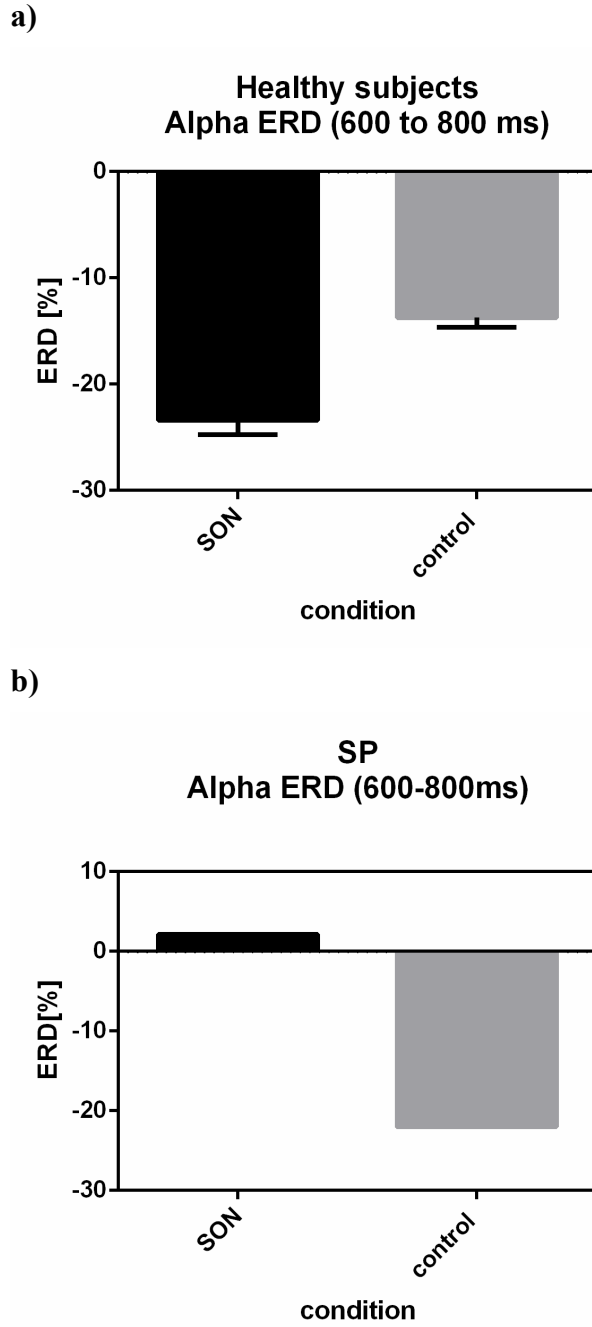 a)
Healthy subjects
Alpha ERD (600 to 800 ms)
0
-10
-20
-30
ERD [%]
SON
control
condition
b)
SP
Alpha ERD (600-800ms)
10
0
-10
-20
-30
ERD[%]
SON
control
condition